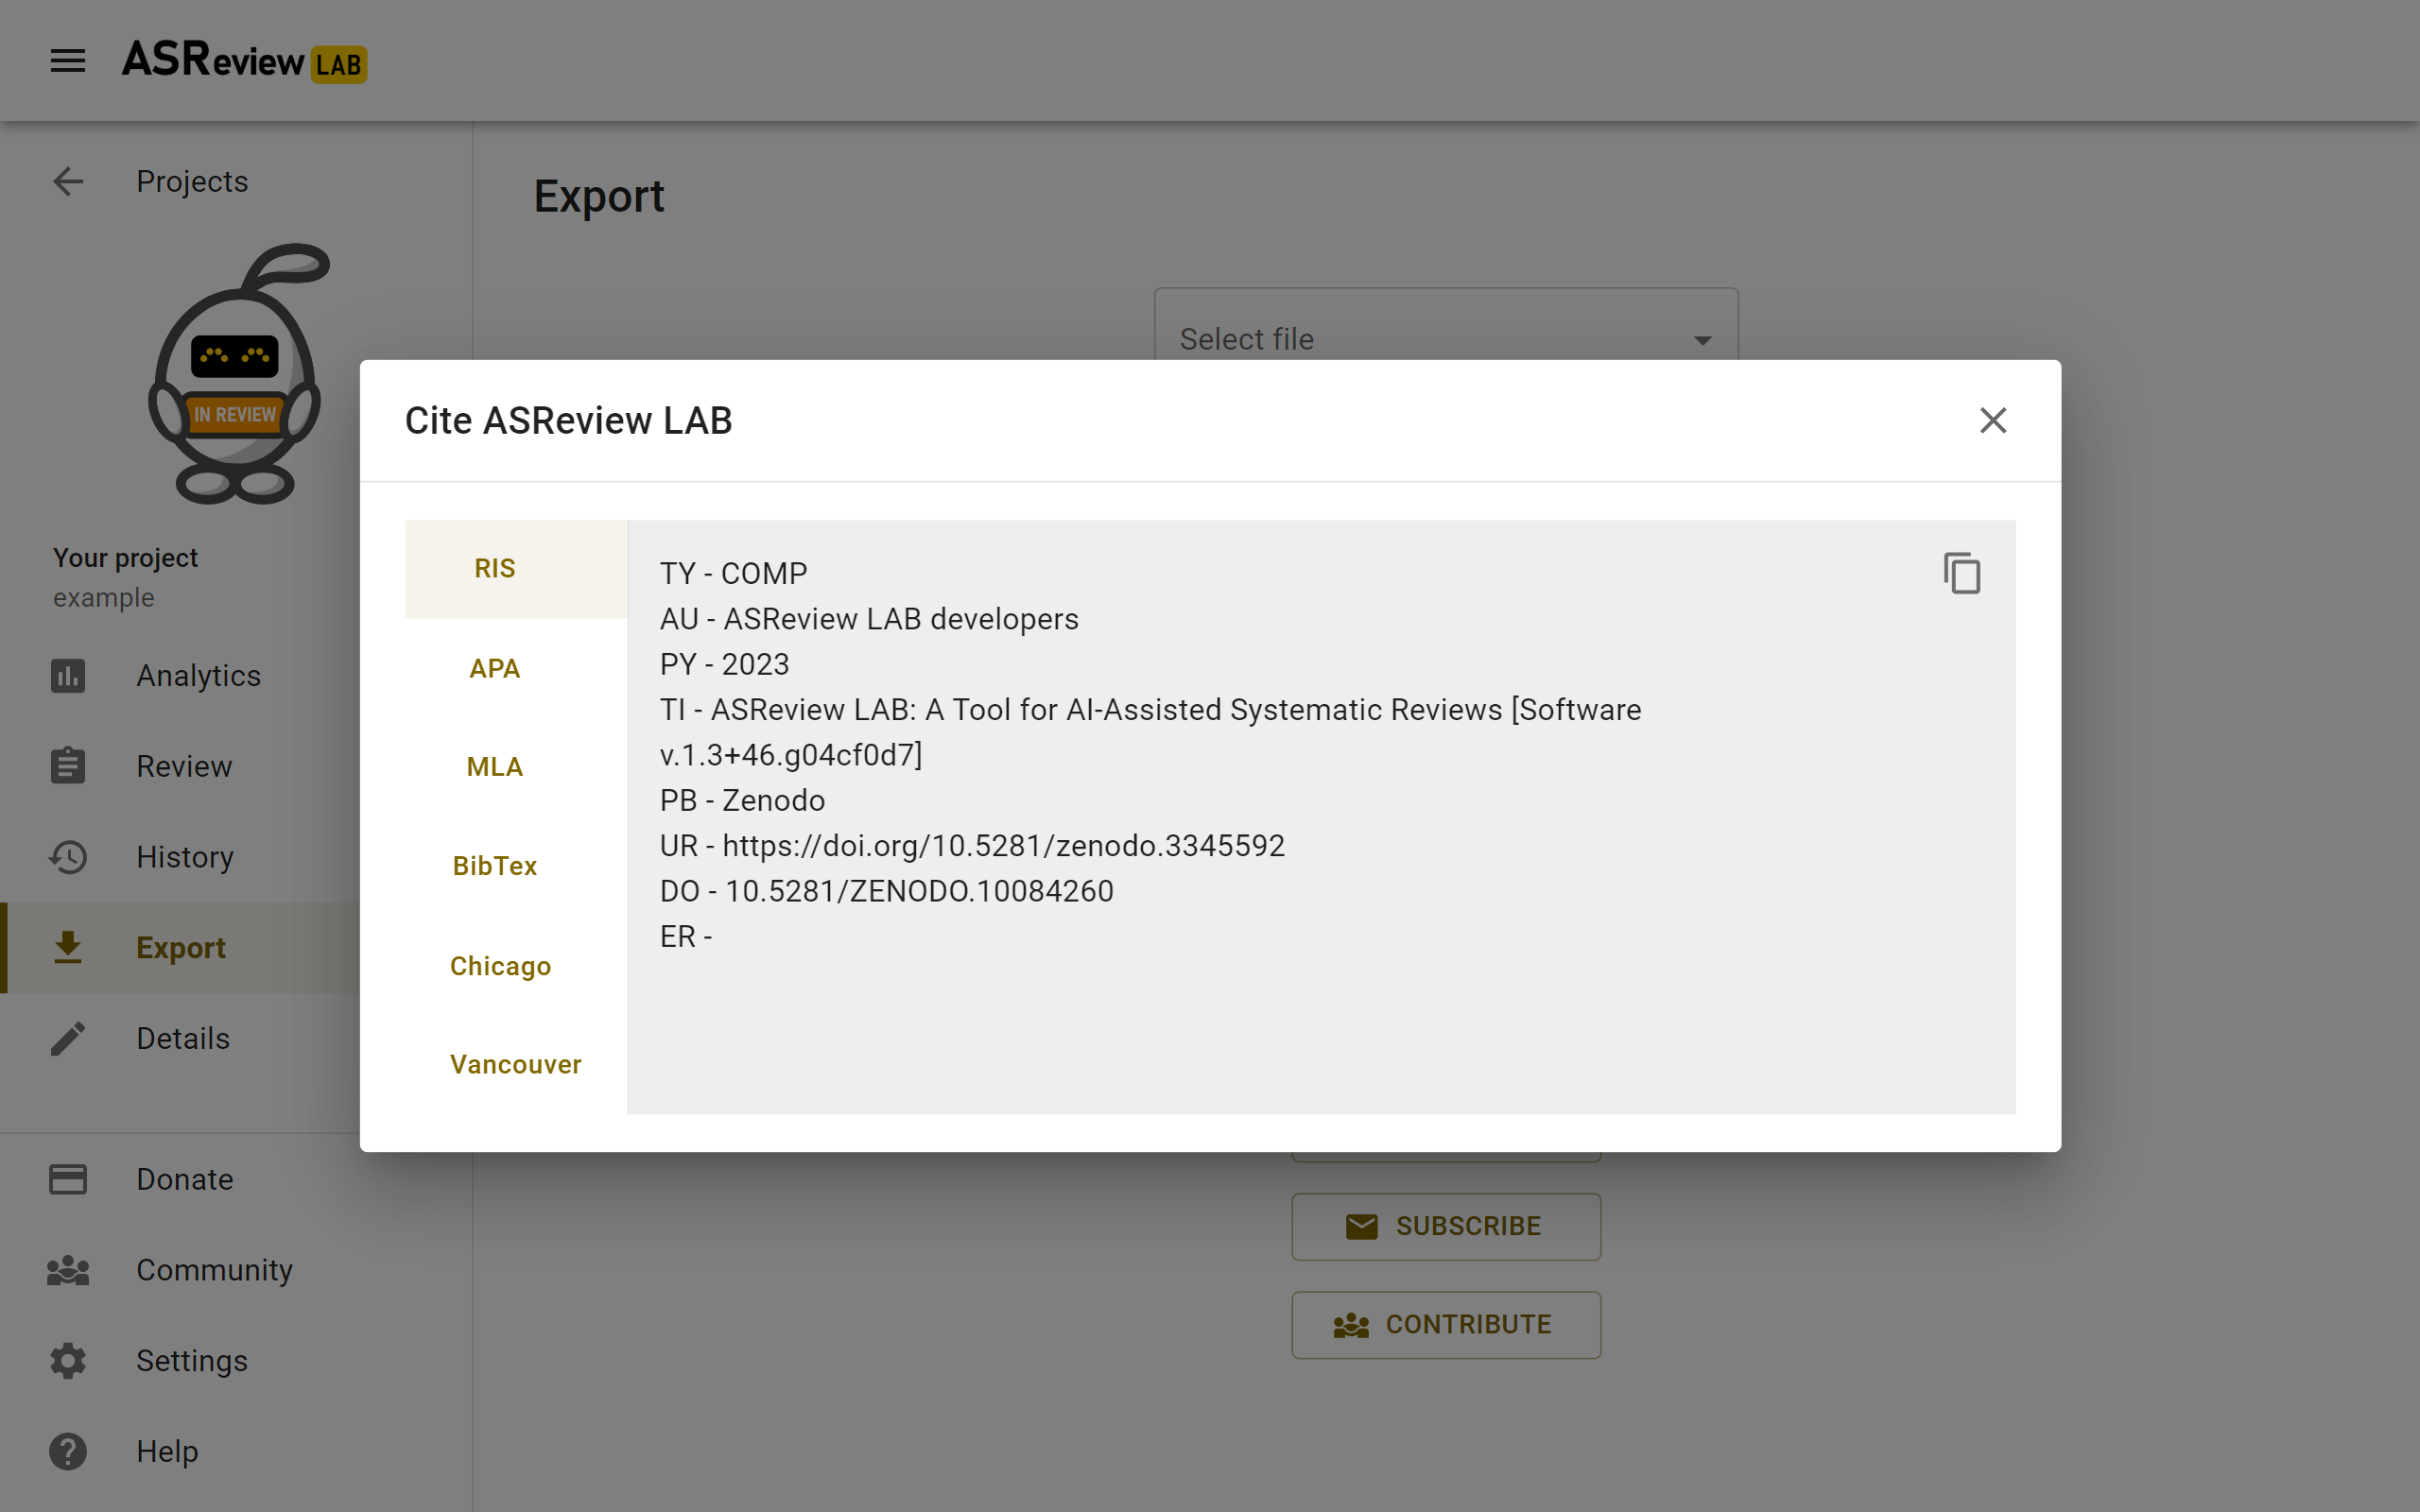 ASReview LAB
Projects
IN REVIEW
Your project
example
Analytics
Review
History
Export
Details
Donate
Community
Settings
Help
Export
Select file
Cite ASReview LAB
RIS
APA
MLA
BibTex
Chicago
Vancouver
TY - COMP
AU - ASReview LAB developers
PY - 2023
TI - ASReview LAB: A Tool for AI-Assisted Systematic Reviews [Software
v.1.3+46.g04cf0d7]
PB - Zenodo
UR - https://doi.org/10.5281/zenodo.3345592
DO - 10.5281/ZENODO.10084260
ER -
SUBSCRIBE
CONTRIBUTE